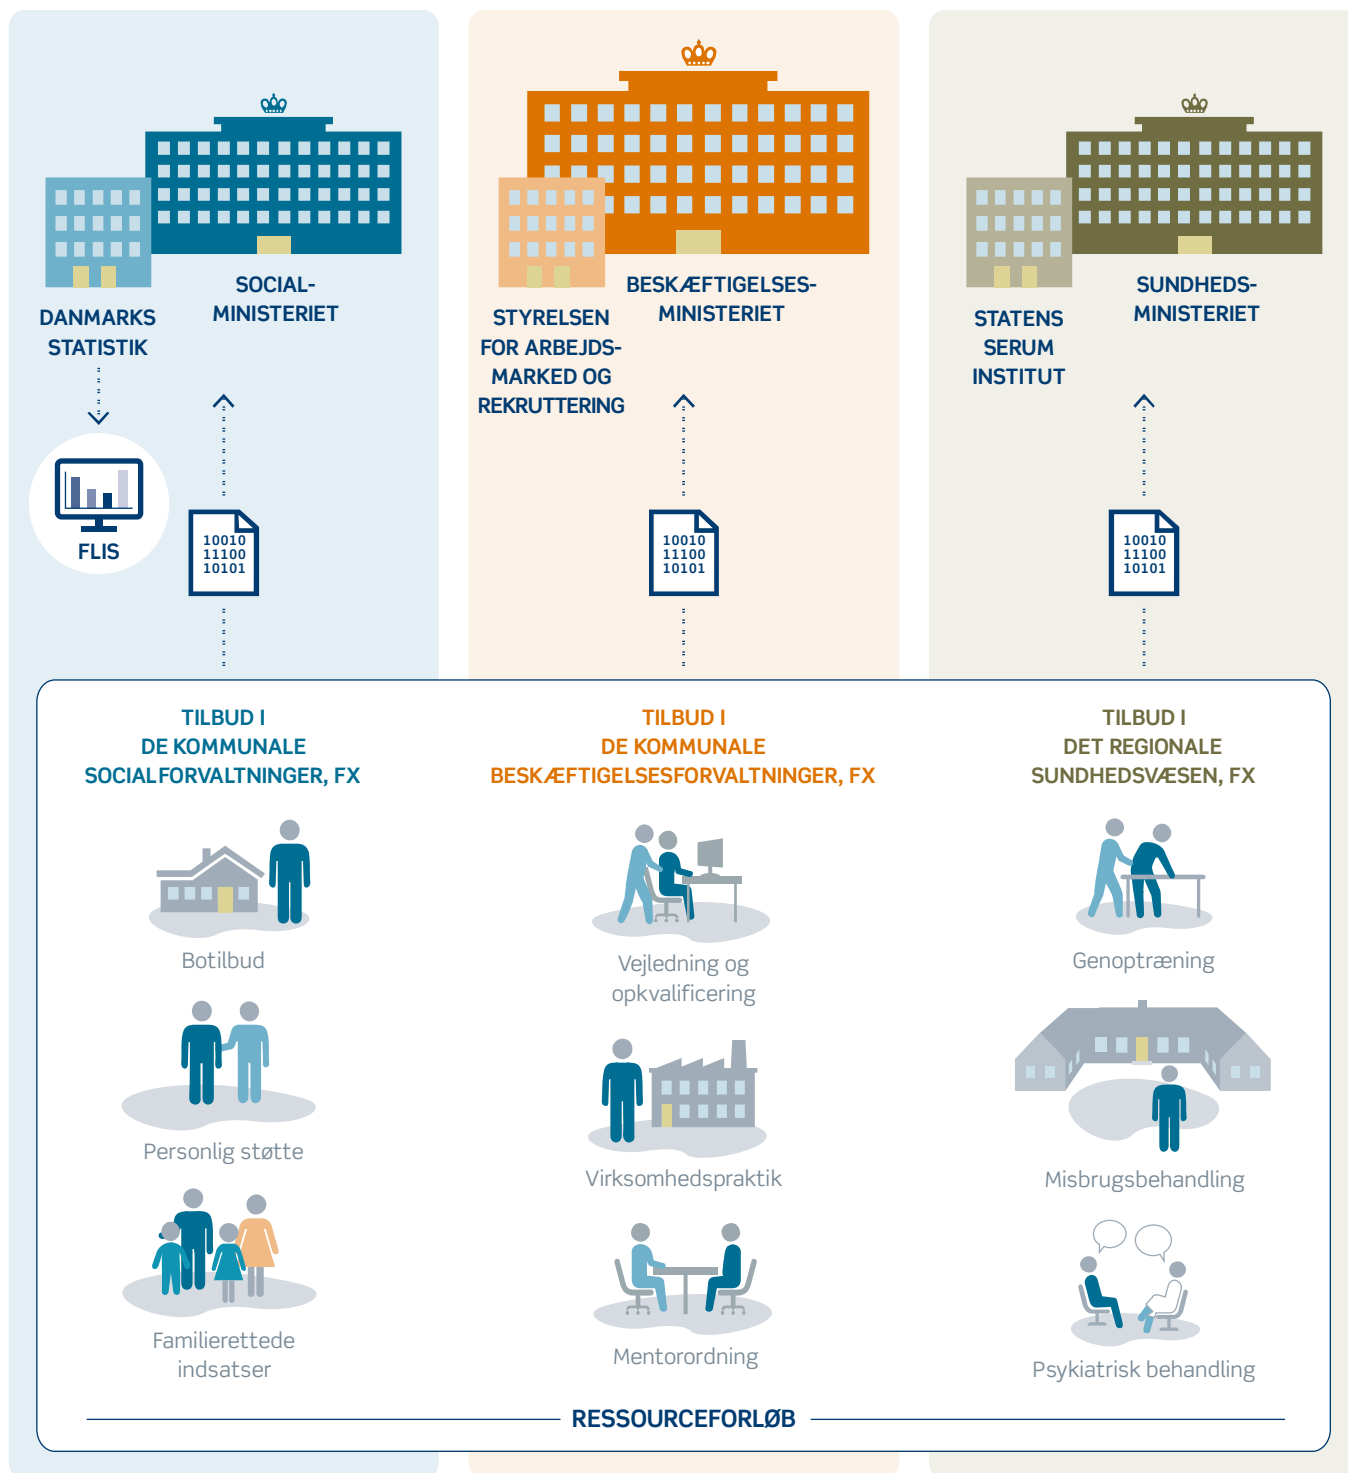 SOCIAL-
MINISTERIET
DANMARKS
STATISTIK
FLIS
10010
11100
10101
BESKÆFTIGELSES-
MINISTERIET
STYRELSEN
FOR ARBEJDS-
MARKED OG
REKRUTTERING
10010
11100
10101
SUNDHEDS-
MINISTERIET
STATENS
SERUM
INSTITUT
10010
11100
10101
TILBUD I
DE KOMMUNALE
SOCIALFORVALTNINGER, FX
Botilbud
Personlig støtte
Familierettede
indsatser
TILBUD I
DE KOMMUNALE
BESKÆFTIGELSESFORVALTNINGER, FX
Vejledning og
opkvalificering
Virksomhedspraktik
Mentorordning
TILBUD I
DET REGIONALE
SUNDHEDSVÆSEN, FX
Genoptræning
Misbrugsbehandling
Psykiatrisk behandling
RESSOURCEFORLØB